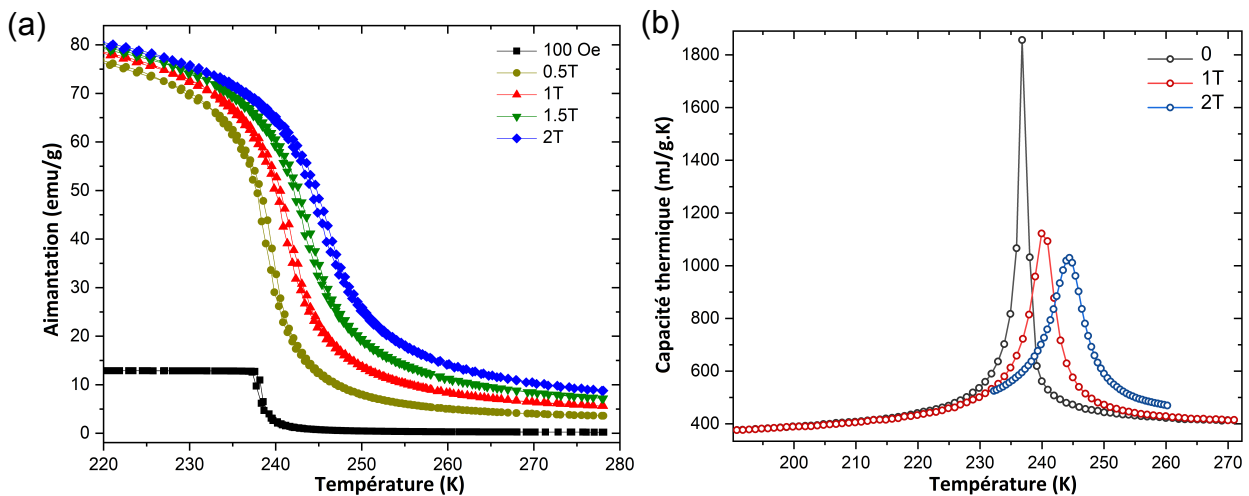 (a)
Aimantation (emu/g)
80
70
60
50
40
30
20
10
0
220
230
240
250
260
270
280
Température (K)
100 Oe
0.5T
1T
1.5T
2T
(b)
Capacité thermique (mJ/g.K)
1800
1600
1400
1200
1000
800
600
400
200
210
220
230
240
250
260
270
Température (K)
0
1T
2T